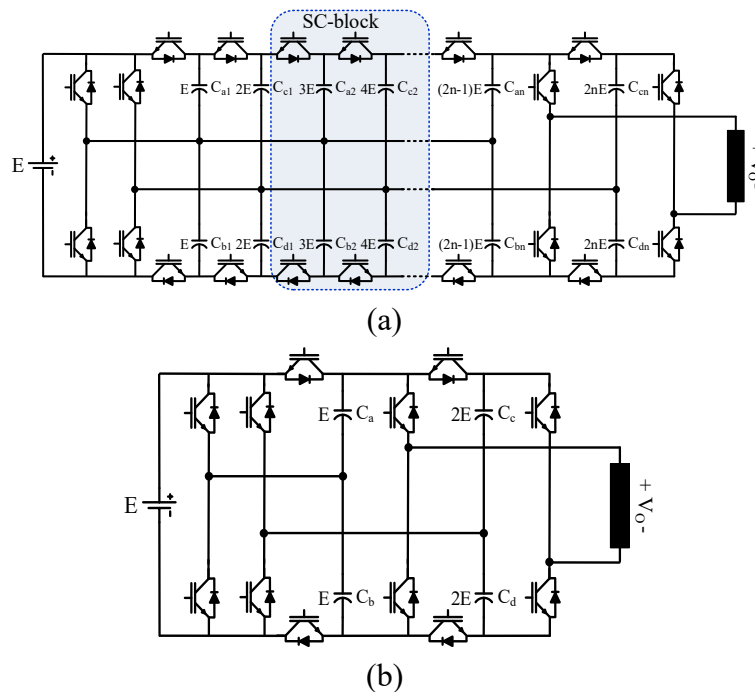 SC-block
E C_a1 2E C_c1 3E C_a2 4E C_c2 (2n-1)E C_an 2nE C_cn
E
+ V_o -
E C_b1 2E C_d1 3E C_b2 4E C_d2 (2n-1)E C_bn 2nE C_dn
(a)
E C_a 2E C_c
E
+ V_O -
E C_b 2E C_d
(b)